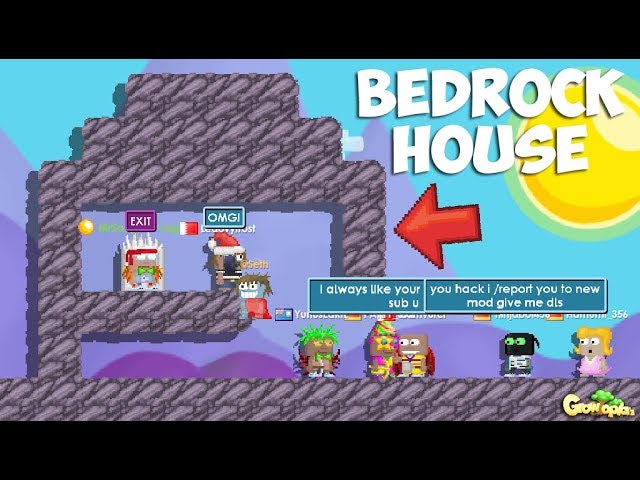 BEDROCK
HOUSE
EXIT
OMG!
@Seth
i always like your
sub u
you hack i /report you to new
mod give me dls
Growtopia